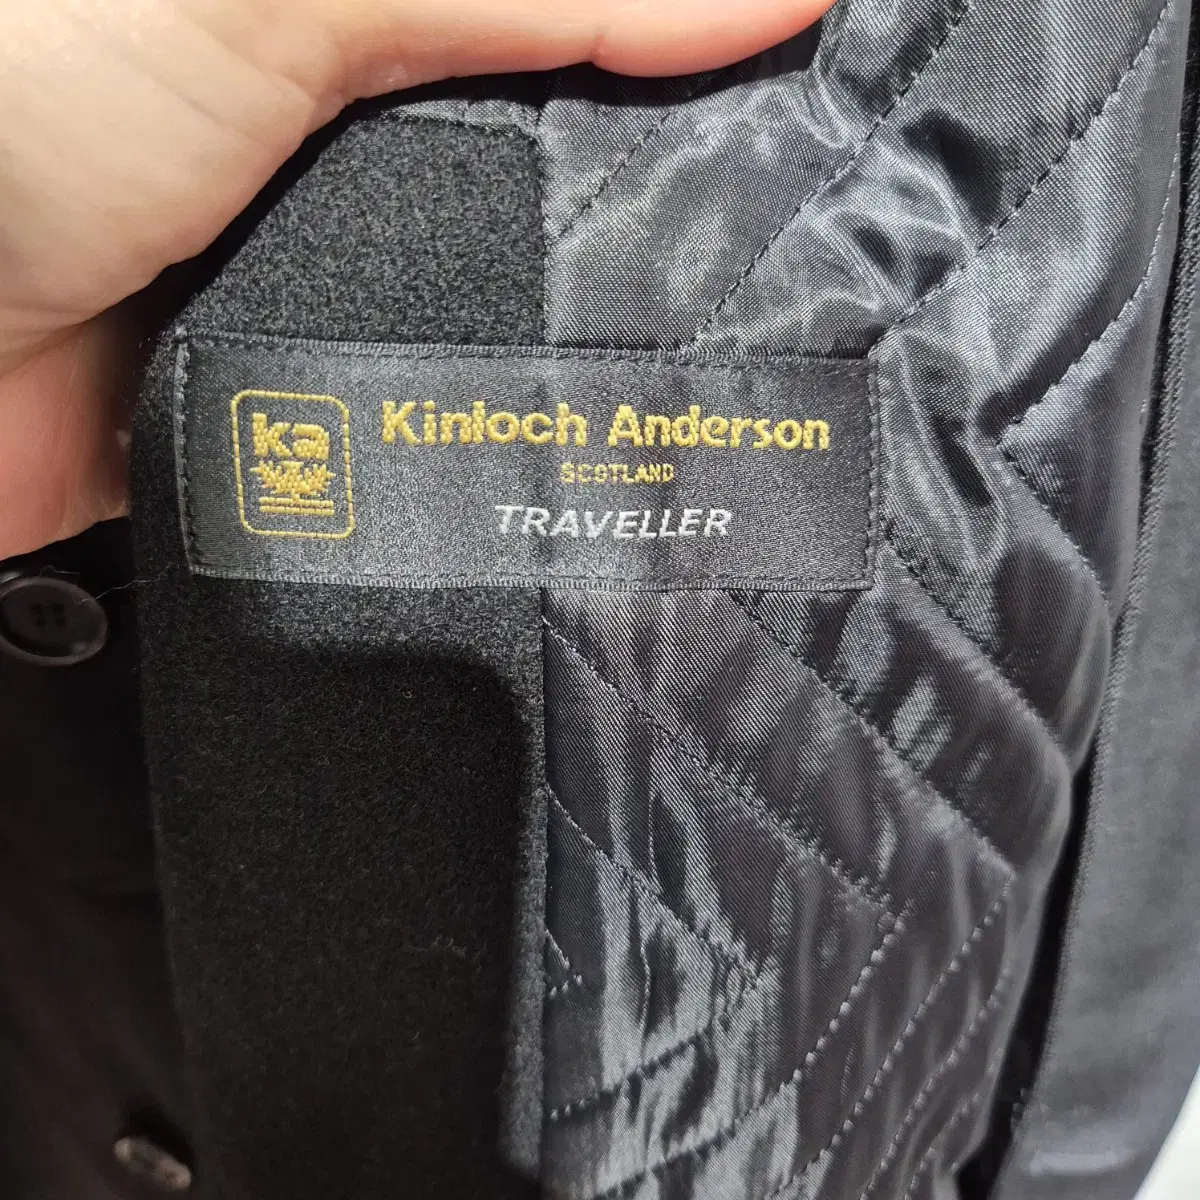 ka
Kinloch Anderson
SCOTLAND
TRAVELLER